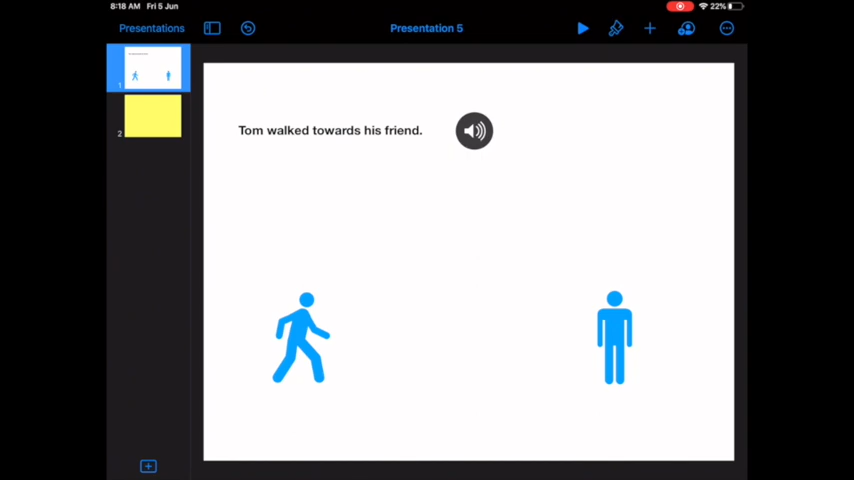 8:18 AM Fri 5 Jun
22%
Presentations
Presentation 5
1
2
Tom walked towards his friend.